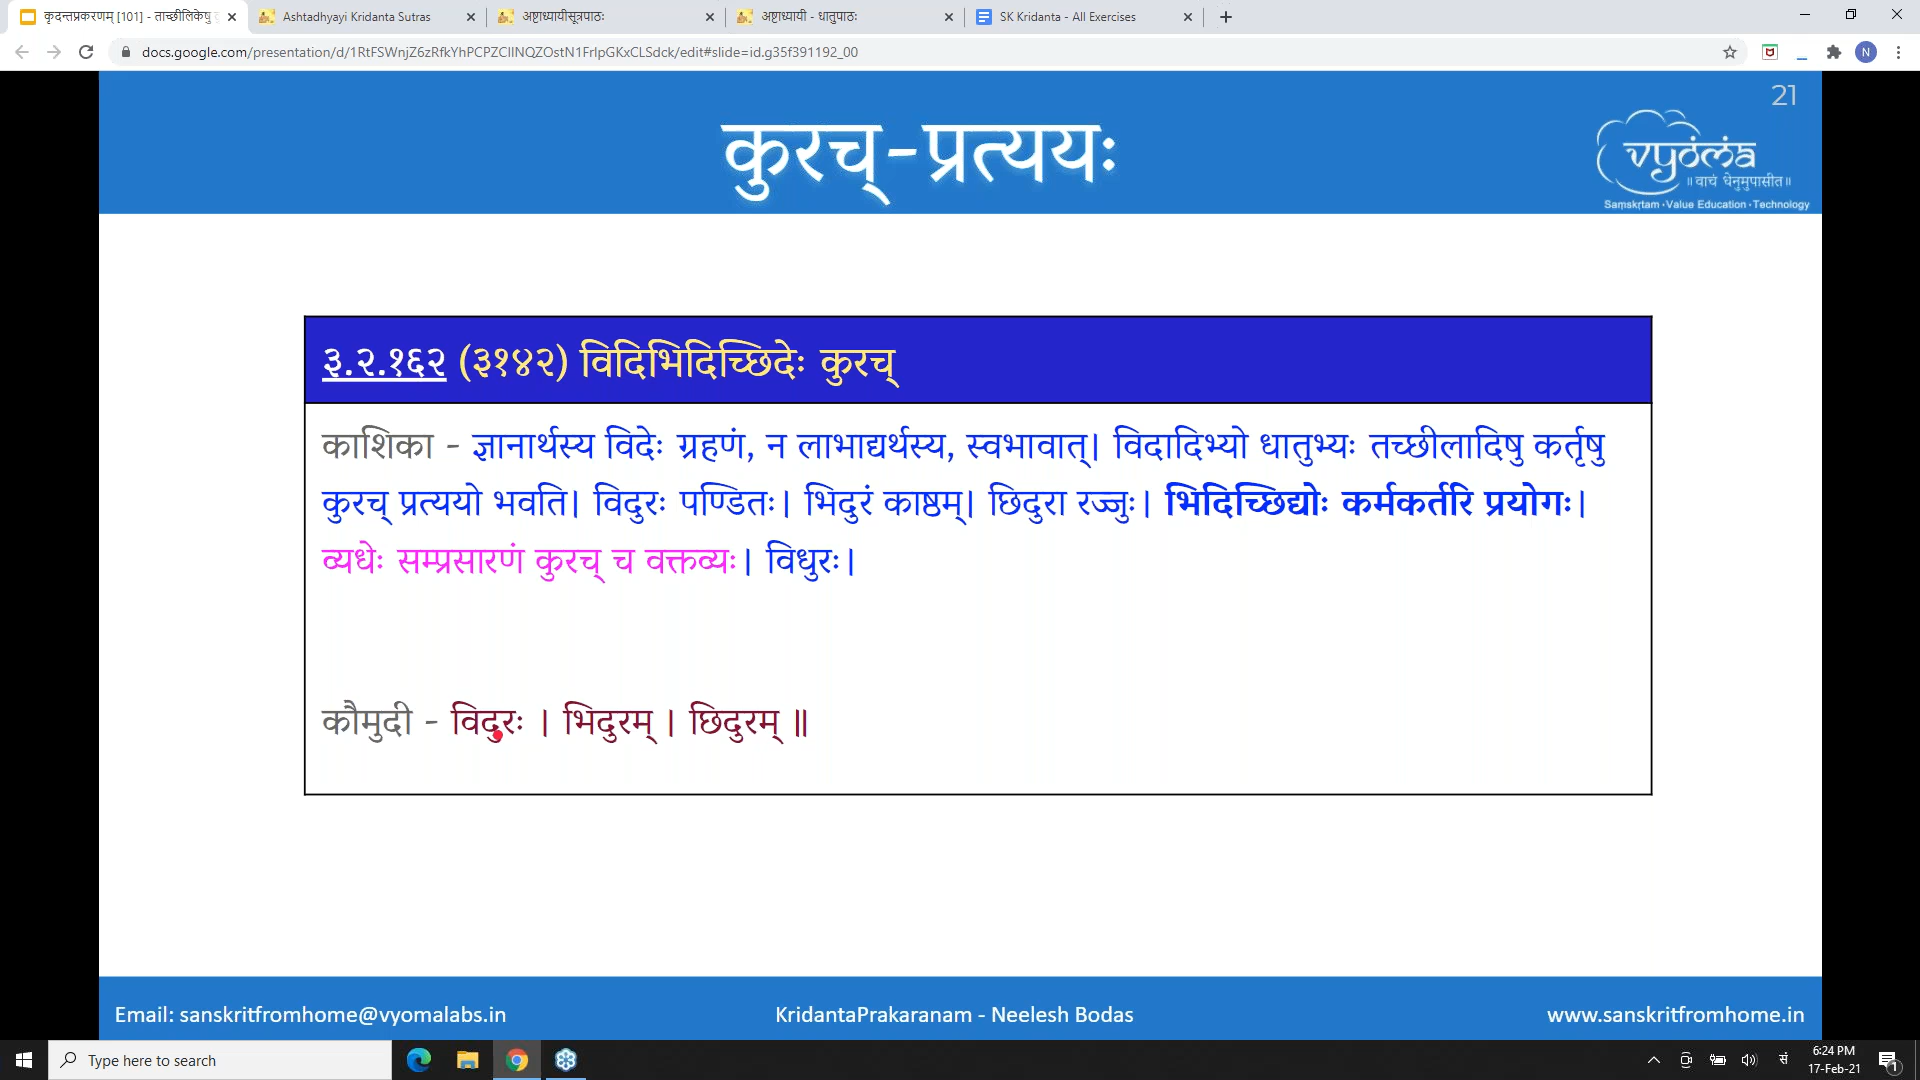 कृदन्तप्रकरणम् [101] - ताच्छीलिकेषु
Ashtadhyayi Kridanta Sutras
अष्टाध्यायीसूत्रपाठः
अष्टाध्यायी - धातुपाठः
SK Kridanta - All Exercises
docs.google.com/presentation/d/1RtFSWnjZ6zRfkYhPCPZCIlNQZOstN1FrlpGKxCLSdck/edit#slide=id.g35f391192_00
N
21
कुरच्-प्रत्ययः
vyoma
॥ वाचं धेनुमुपासीत॥
Saṃskṛtam •Value Education •Technology
३.२.१६२ (३१४२) विदिभिदिच्छिदेः कुरच्
काशिका - ज्ञानार्थस्य विदेः ग्रहणं, न लाभाद्यर्थस्य, स्वभावात्। विदादिभ्यो धातुभ्यः तच्छीलादिषु कर्तृषु
कुरच् प्रत्ययो भवति। विदुरः पण्डितः। भिदुरं काष्ठम्। छिदुरा रज्जुः। भिदिच्छिद्योः कर्मकर्तरि प्रयोगः।
व्यधेः सम्प्रसारणं कुरच् च वक्तव्यः। विधुरः।
कौमुदी - विदुरः । भिदुरम् । छिदुरम् ॥
Email: sanskritfromhome@vyomalabs.in
KridantaPrakaranam - Neelesh Bodas
www.sanskritfromhome.in
Type here to search
सं
6:24 PM
17-Feb-21
1